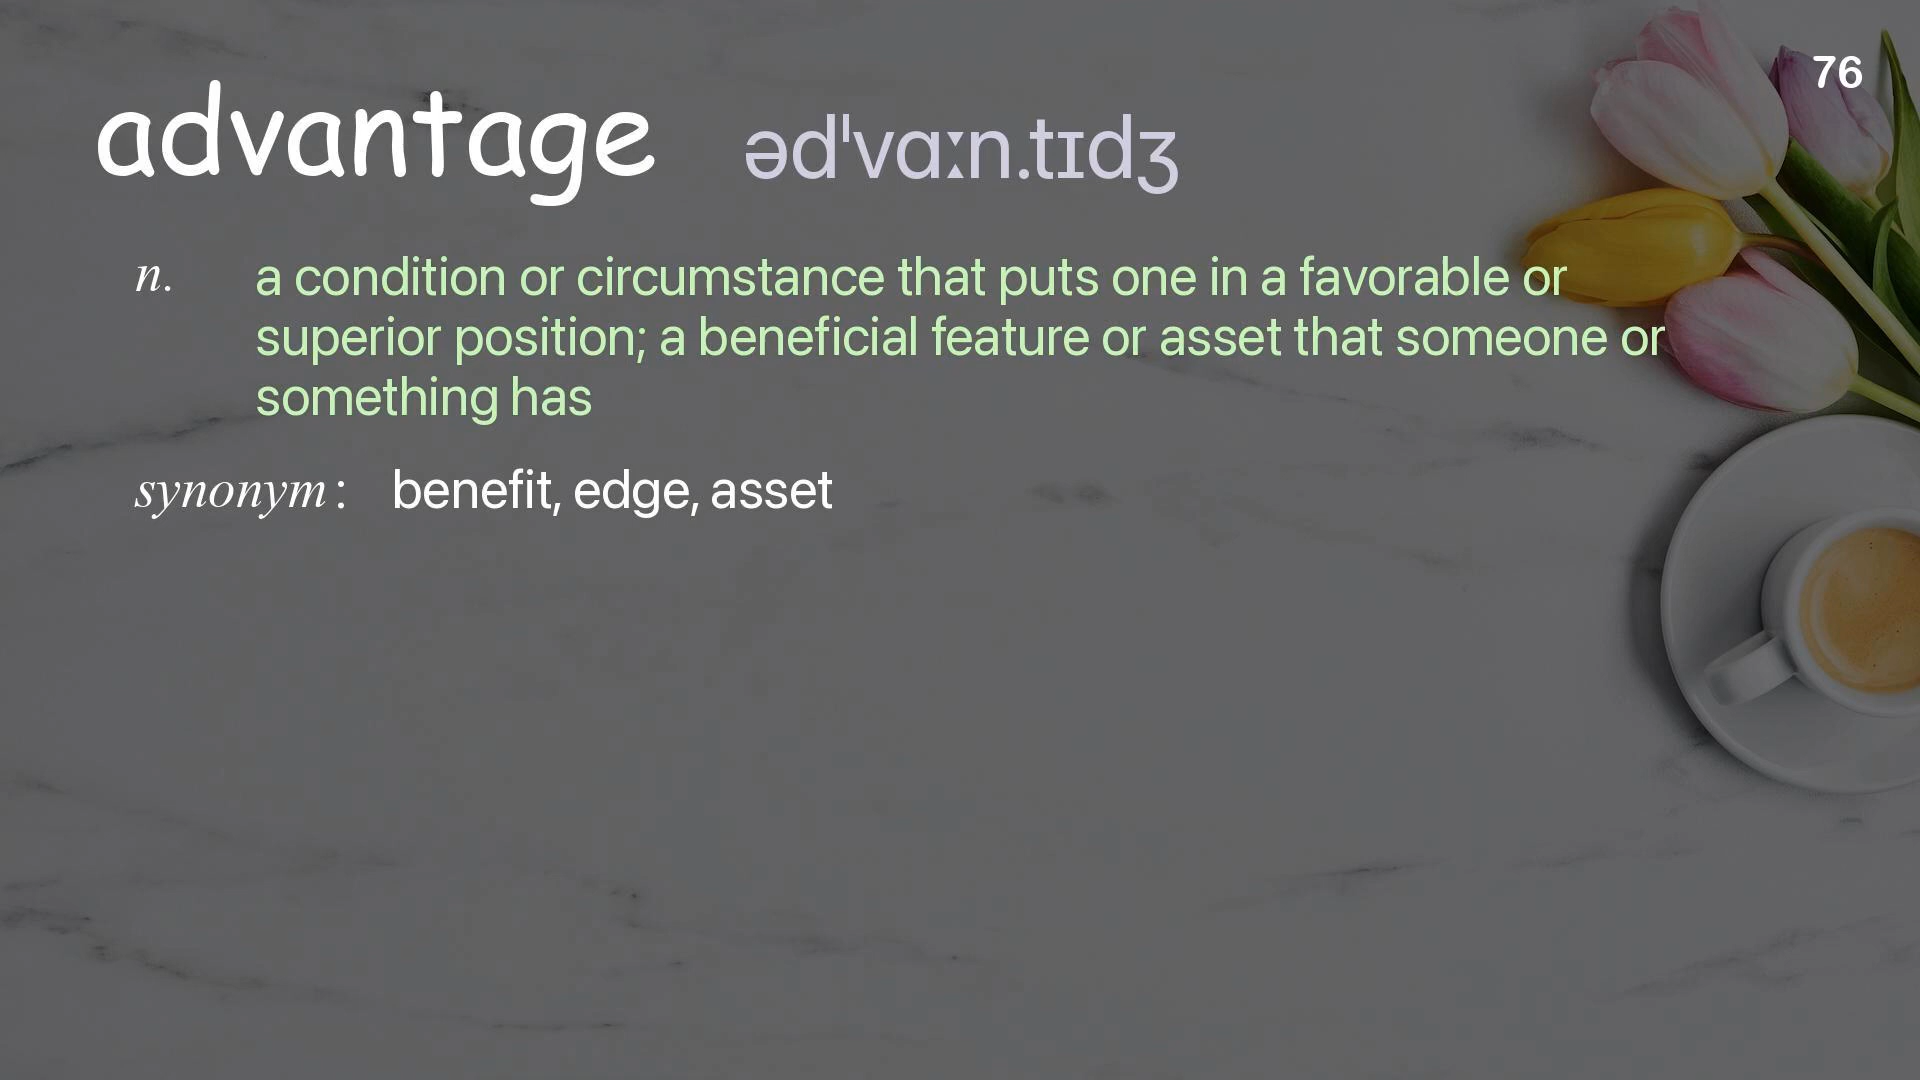 76
advantage ədˈvɑːn.tɪdʒ
n. a condition or circumstance that puts one in a favorable or
superior position; a beneficial feature or asset that someone or
something has
synonym : benefit, edge, asset